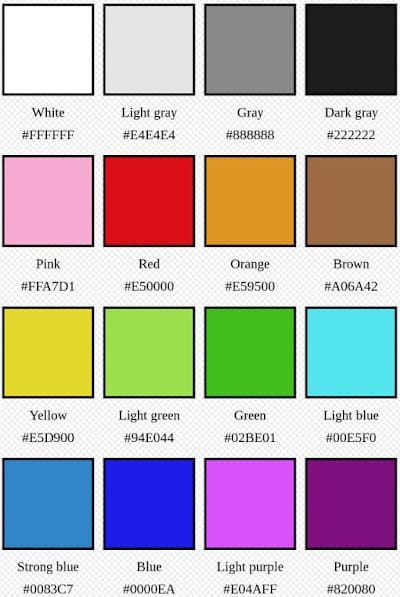 White
Light gray
Gray
Dark gray
#FFFFFF
#E4E4E4
#888888
#222222
Pink
Red
Orange
Brown
#FFA7D1
#E50000
#E59500
#A06A42
Yellow
Light green
Green
Light blue
#E5D900
#94E044
#02BE01
#00E5F0
Strong blue
Blue
Light purple
Purple
#0083C7
#0000EA
#E04AFF
#820080